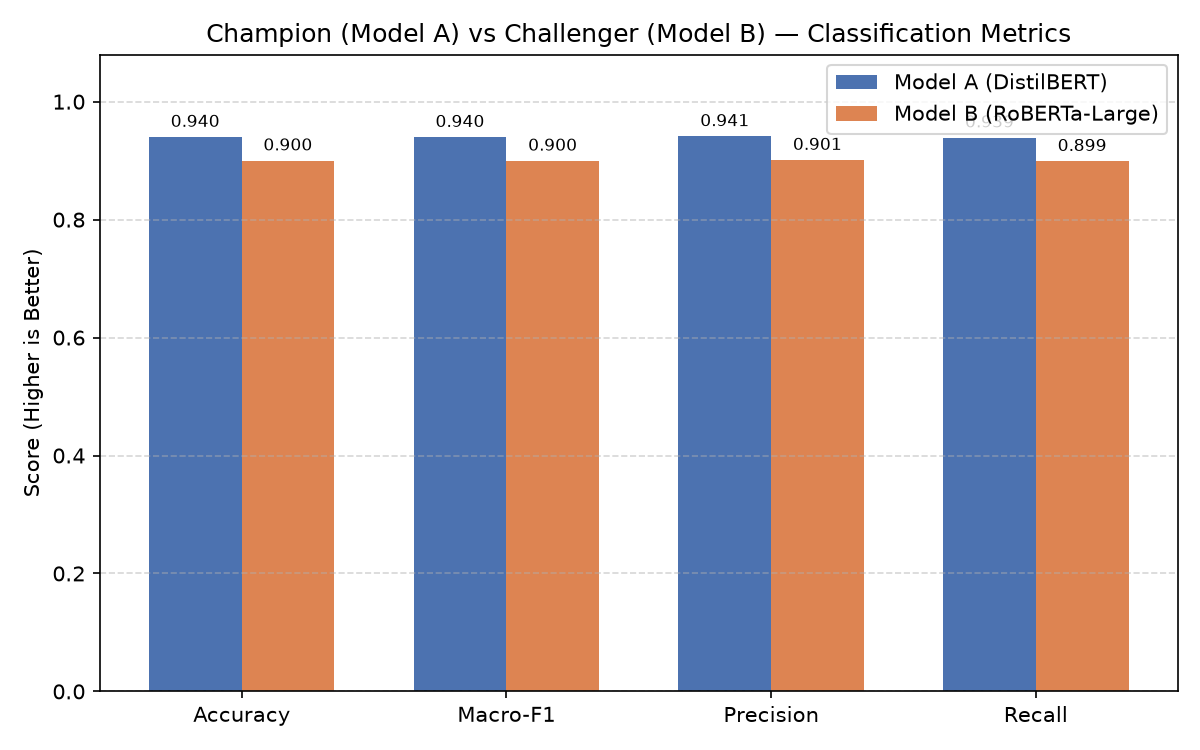 Champion (Model A) vs Challenger (Model B) — Classification Metrics
Score (Higher is Better)
1.0
0.8
0.6
0.4
0.2
0.0
Model A (DistilBERT)
Model B (RoBERTa-Large)
0.940
0.900
0.940
0.900
0.941
0.901
0.939
0.899
Accuracy
Macro-F1
Precision
Recall